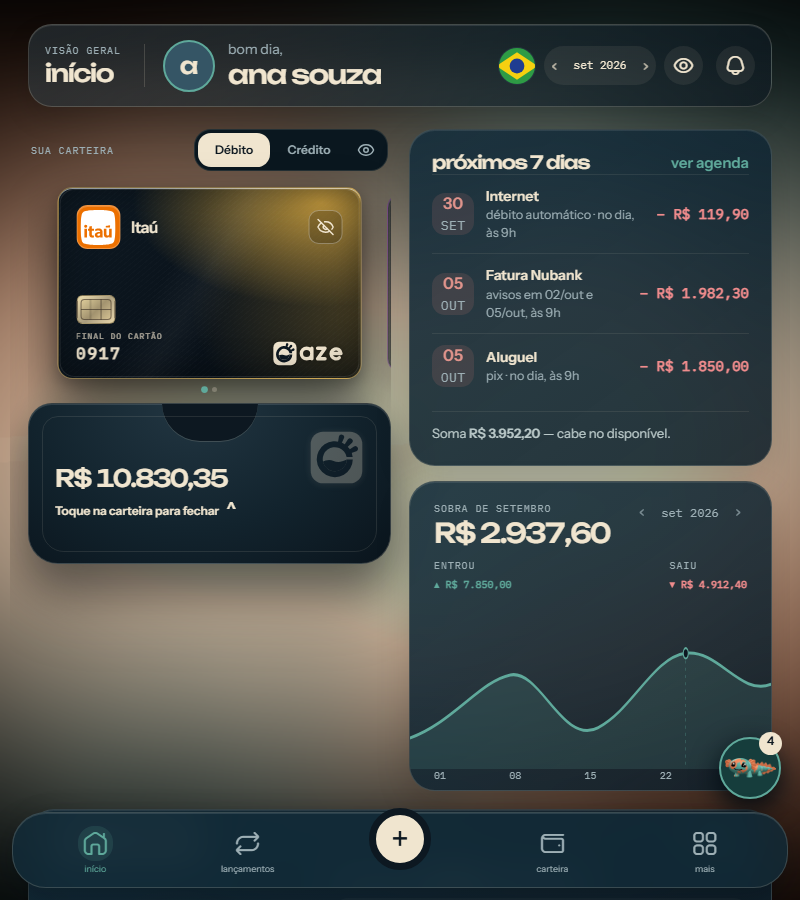 VISÃO GERAL
início
a
bom dia,
ana souza
‹ set 2026 ›
SUA CARTEIRA
Débito
Crédito
itaú
Itaú
FINAL DO CARTÃO
0917
aze
R$ 10.830,35
Toque na carteira para fechar ^
próximos 7 dias
ver agenda
30
SET
Internet
débito automático · no dia,
às 9h
− R$ 119,90
05
OUT
Fatura Nubank
avisos em 02/out e
05/out, às 9h
− R$ 1.982,30
05
OUT
Aluguel
pix · no dia, às 9h
− R$ 1.850,00
Soma R$ 3.952,20 — cabe no disponível.
SOBRA DE SETEMBRO
‹ set 2026 ›
R$ 2.937,60
ENTROU
▲ R$ 7.850,00
SAIU
▼ R$ 4.912,40
01 08 15 22
4
início
lançamentos
+
carteira
mais